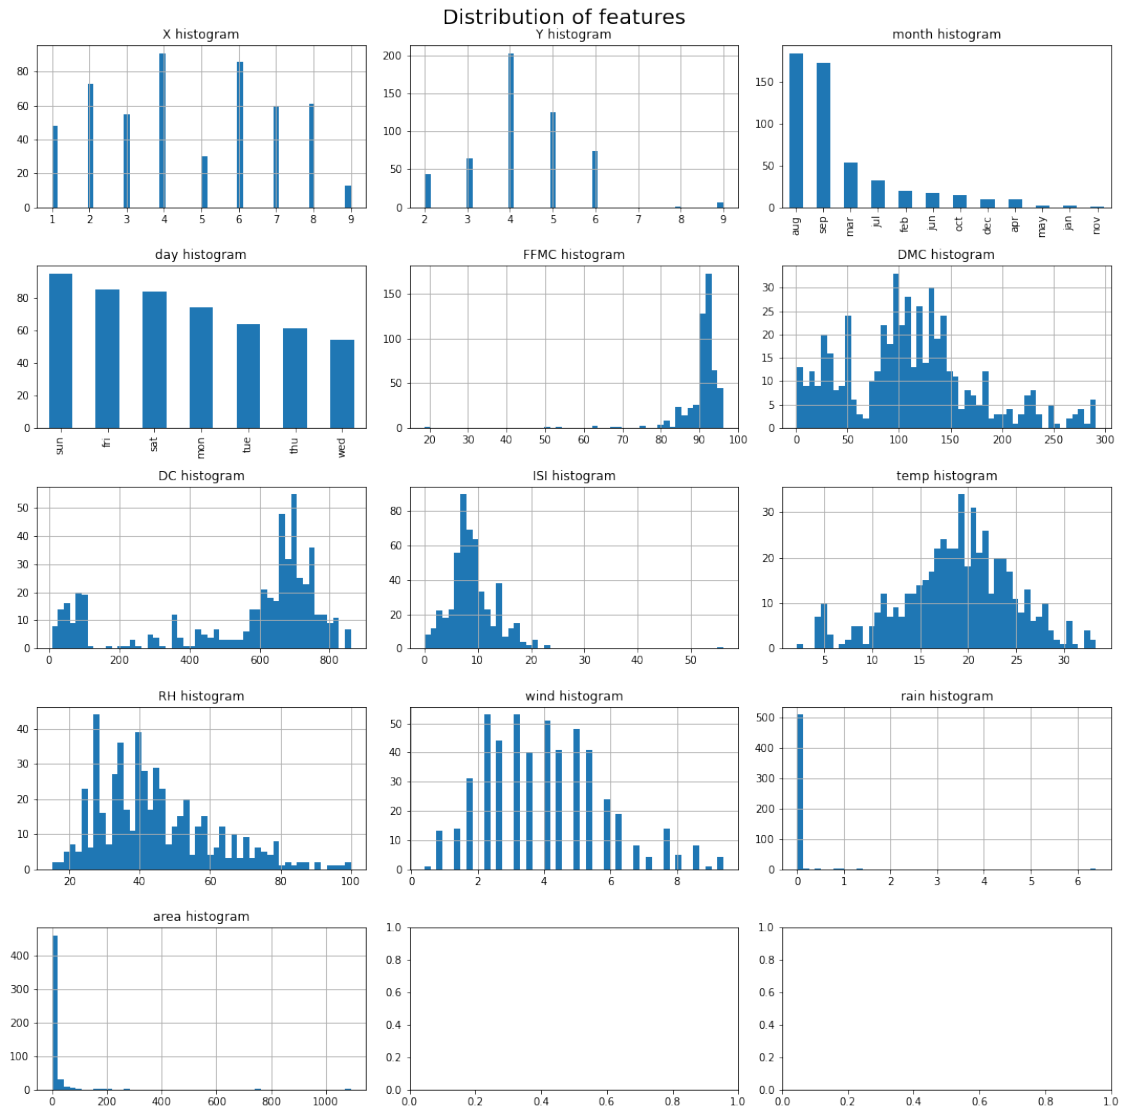 Distribution of features
X histogram
80
60
40
20
0
1 2 3 4 5 6 7 8 9
Y histogram
200
150
100
50
0
2 3 4 5 6 7 8 9
month histogram
150
100
50
0
aug sep mar jul feb jun oct dec apr may jan nov
day histogram
80
60
40
20
0
sun fri sat mon tue thu wed
FFMC histogram
150
100
50
0
20 30 40 50 60 70 80 90 100
DMC histogram
30
25
20
15
10
5
0
0 50 100 150 200 250 300
DC histogram
50
40
30
20
10
0
0 200 400 600 800
ISI histogram
80
60
40
20
0
0 10 20 30 40 50
temp histogram
30
20
10
0
5 10 15 20 25 30
RH histogram
40
30
20
10
0
20 40 60 80 100
wind histogram
50
40
30
20
10
0
2 4 6 8
rain histogram
500
400
300
200
100
0
0 1 2 3 4 5 6
area histogram
400
300
200
100
0
0 200 400 600 800 1000
1.0
0.8
0.6
0.4
0.2
0.0
0.0 0.2 0.4 0.6 0.8 1.0
1.0
0.8
0.6
0.4
0.2
0.0
0.0 0.2 0.4 0.6 0.8 1.0